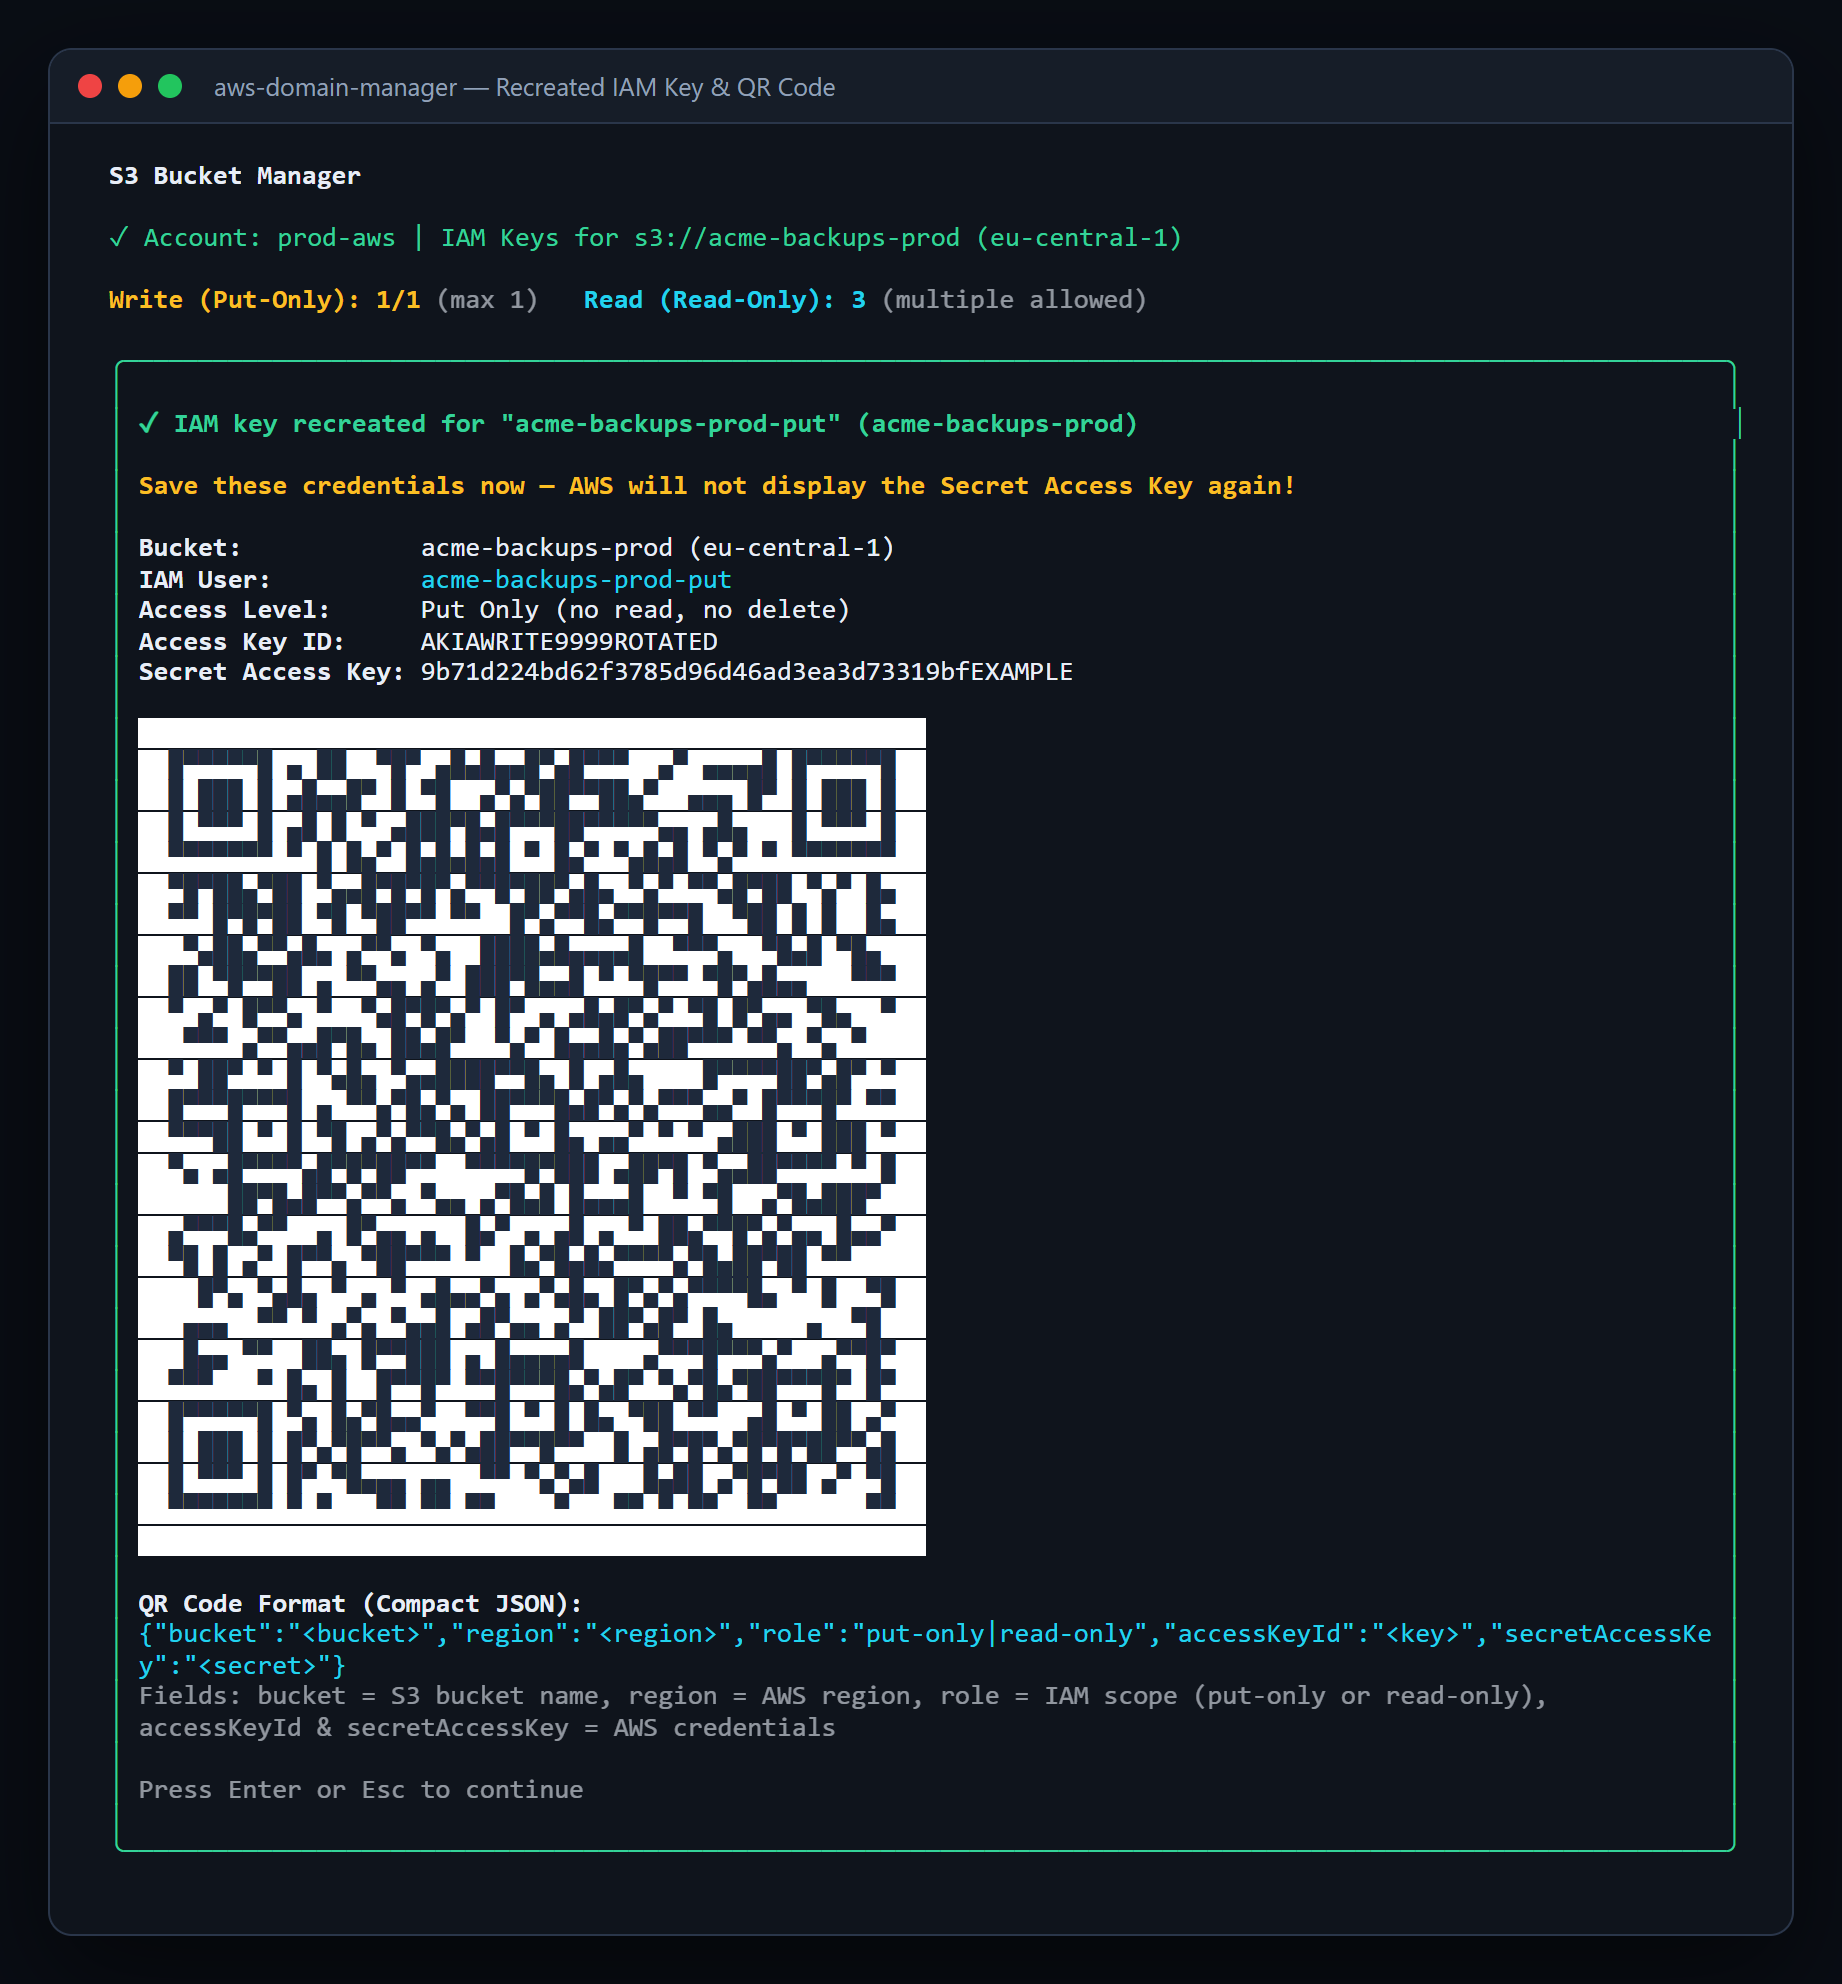 aws-domain-manager — Recreated IAM Key & QR Code
S3 Bucket Manager
✓ Account: prod-aws | IAM Keys for s3://acme-backups-prod (eu-central-1)
Write (Put-Only): 1/1 (max 1)   Read (Read-Only): 3 (multiple allowed)
✓ IAM key recreated for "acme-backups-prod-put" (acme-backups-prod)
Save these credentials now — AWS will not display the Secret Access Key again!
Bucket: acme-backups-prod (eu-central-1)
IAM User: acme-backups-prod-put
Access Level: Put Only (no read, no delete)
Access Key ID: AKIAWRITE9999ROTATED
Secret Access Key: 9b71d224bd62f3785d96d46ad3ea3d73319bfEXAMPLE
QR Code Format (Compact JSON):
{"bucket":"<bucket>","region":"<region>","role":"put-only|read-only","accessKeyId":"<key>","secretAccessKe
y":"<secret>"}
Fields: bucket = S3 bucket name, region = AWS region, role = IAM scope (put-only or read-only),
accessKeyId & secretAccessKey = AWS credentials
Press Enter or Esc to continue